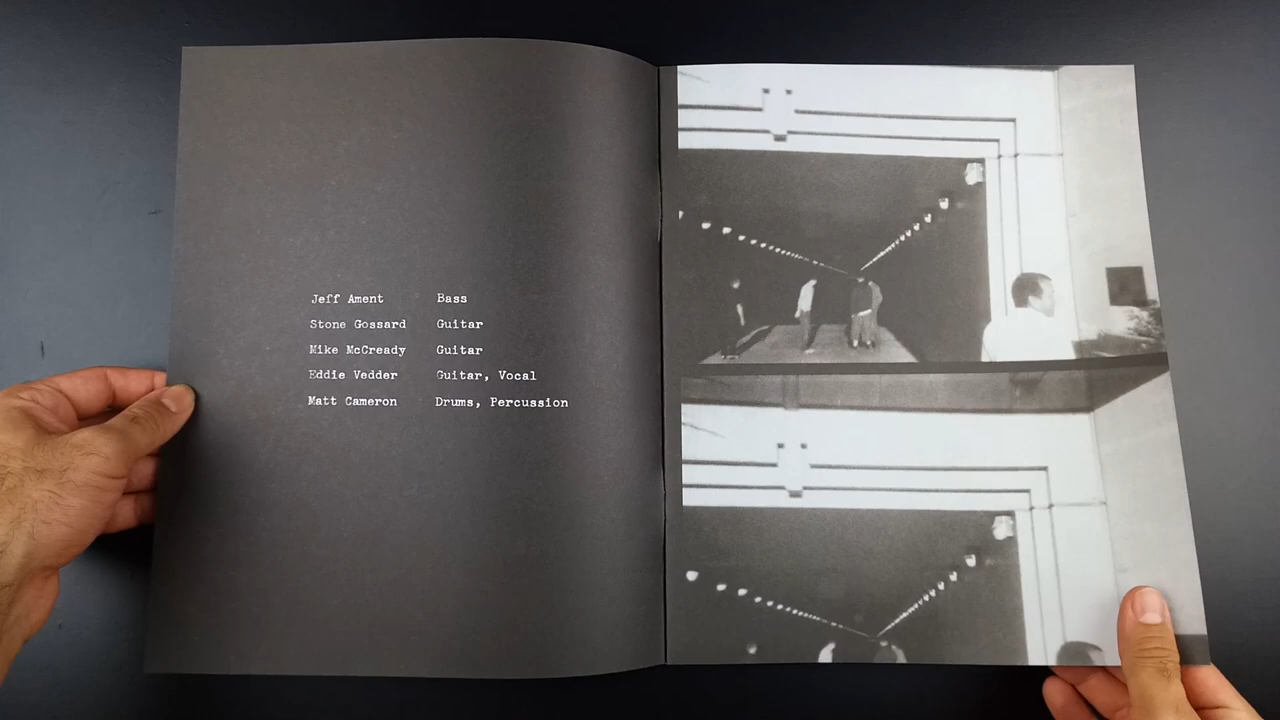 Jeff Ament Bass
Stone Gossard Guitar
Mike McCready Guitar
Eddie Vedder Guitar, Vocal
Matt Cameron Drums, Percussion